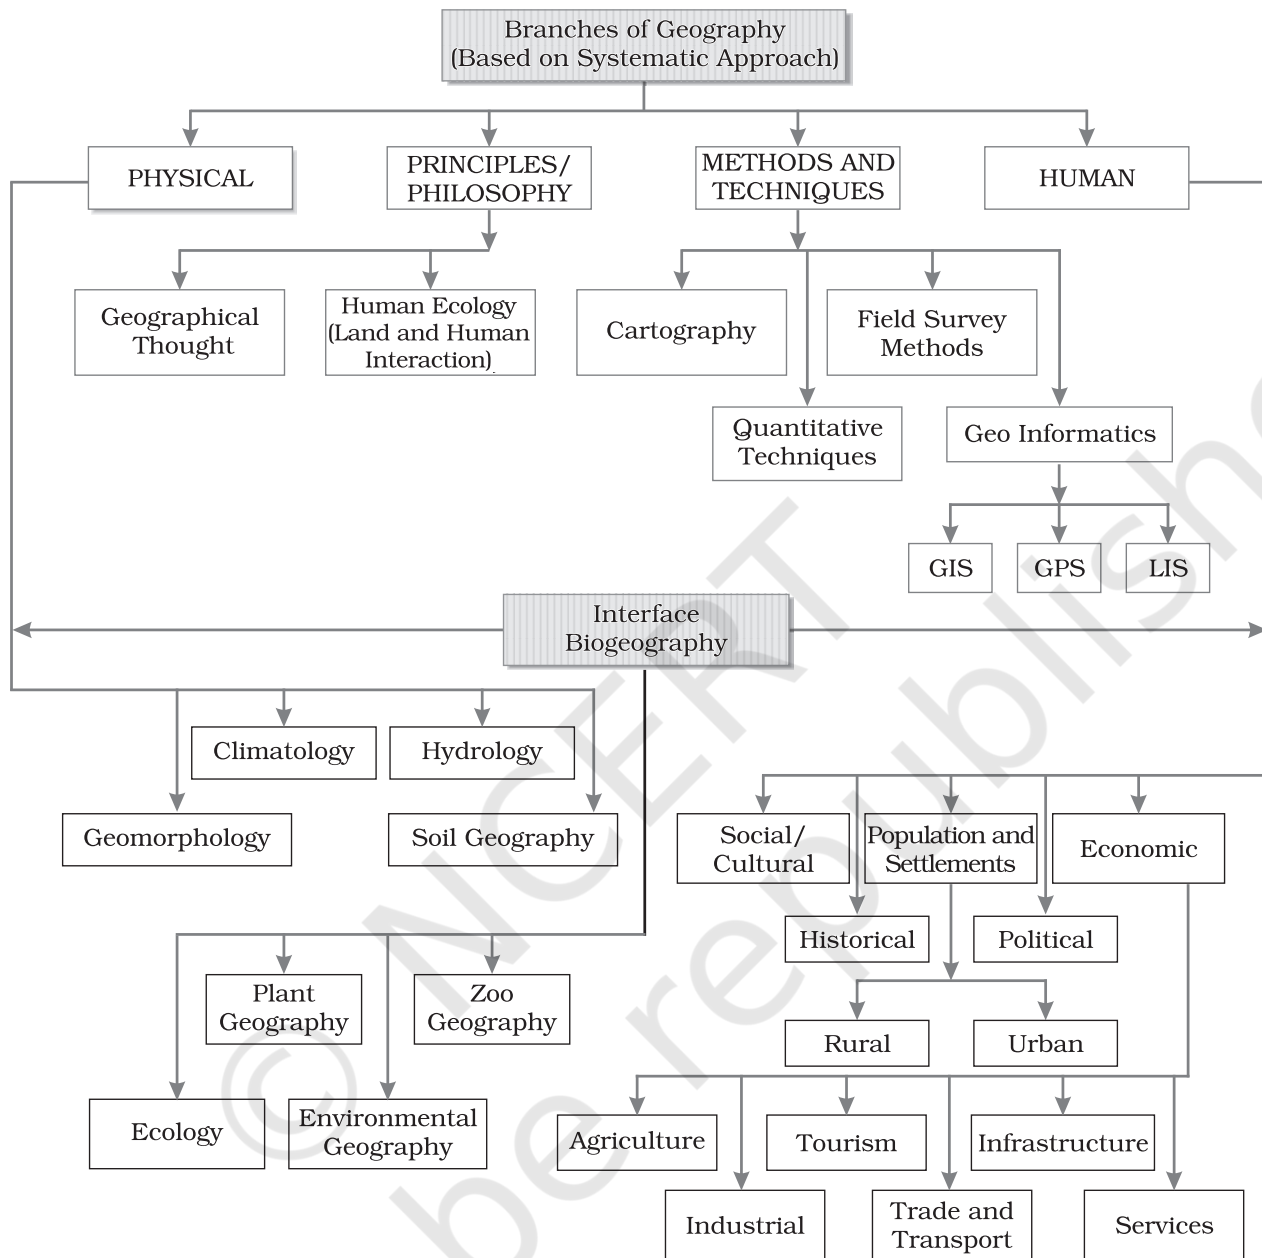 Branches of Geography
(Based on Systematic Approach)
PHYSICAL
PRINCIPLES/
PHILOSOPHY
METHODS AND
TECHNIQUES
HUMAN
Geographical
Thought
Human Ecology
(Land and Human
Interaction)
Cartography
Field Survey
Methods
Quantitative
Techniques
Geo Informatics
GIS
GPS
LIS
Interface
Biogeography
Climatology
Hydrology
Geomorphology
Soil Geography
Social/
Cultural
Population and
Settlements
Economic
Historical
Political
Plant
Geography
Zoo
Geography
Rural
Urban
Ecology
Environmental
Geography
Agriculture
Tourism
Infrastructure
Industrial
Trade and
Transport
Services
© NCERT
be republishe